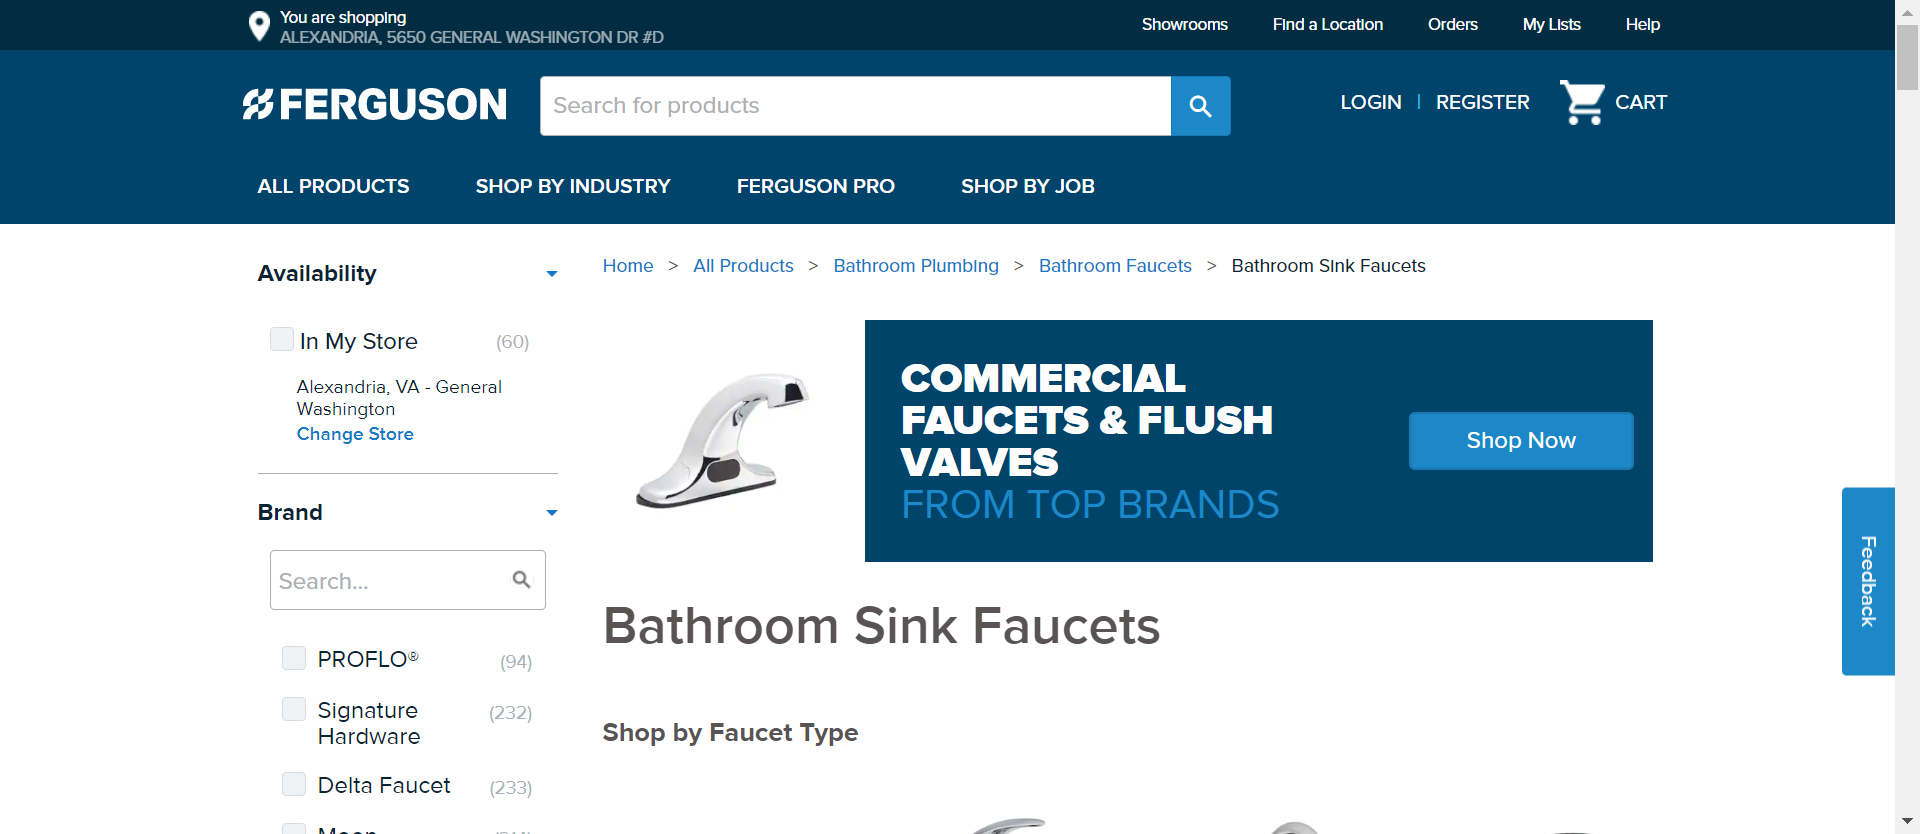 You are shopping
ALEXANDRIA, 5650 GENERAL WASHINGTON DR #D
Showrooms
Find a Location
Orders
My Lists
Help
FERGUSON
Search for products
LOGIN | REGISTER
CART
ALL PRODUCTS
SHOP BY INDUSTRY
FERGUSON PRO
SHOP BY JOB
Availability
In My Store (60)
Alexandria, VA - General
Washington
Change Store
Brand
Search...
PROFLO® (94)
Signature (232)
Hardware
Delta Faucet (233)
Moen
Home > All Products > Bathroom Plumbing > Bathroom Faucets > Bathroom Sink Faucets
COMMERCIAL
FAUCETS & FLUSH
VALVES
FROM TOP BRANDS
Shop Now
Bathroom Sink Faucets
Shop by Faucet Type
Feedback